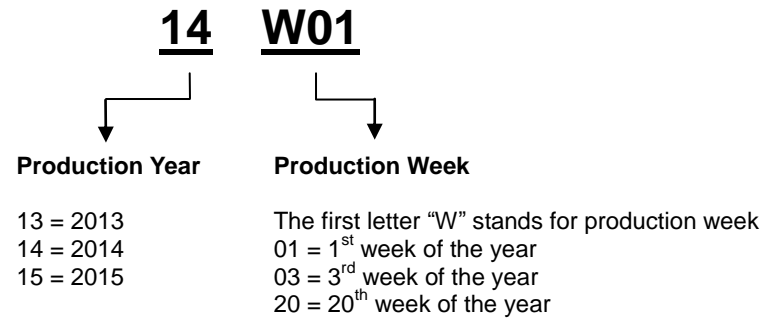 14 W01
Production Year Production Week
13 = 2013 The first letter “W” stands for production week
14 = 2014 01 = 1st week of the year
15 = 2015 03 = 3rd week of the year
20 = 20th week of the year